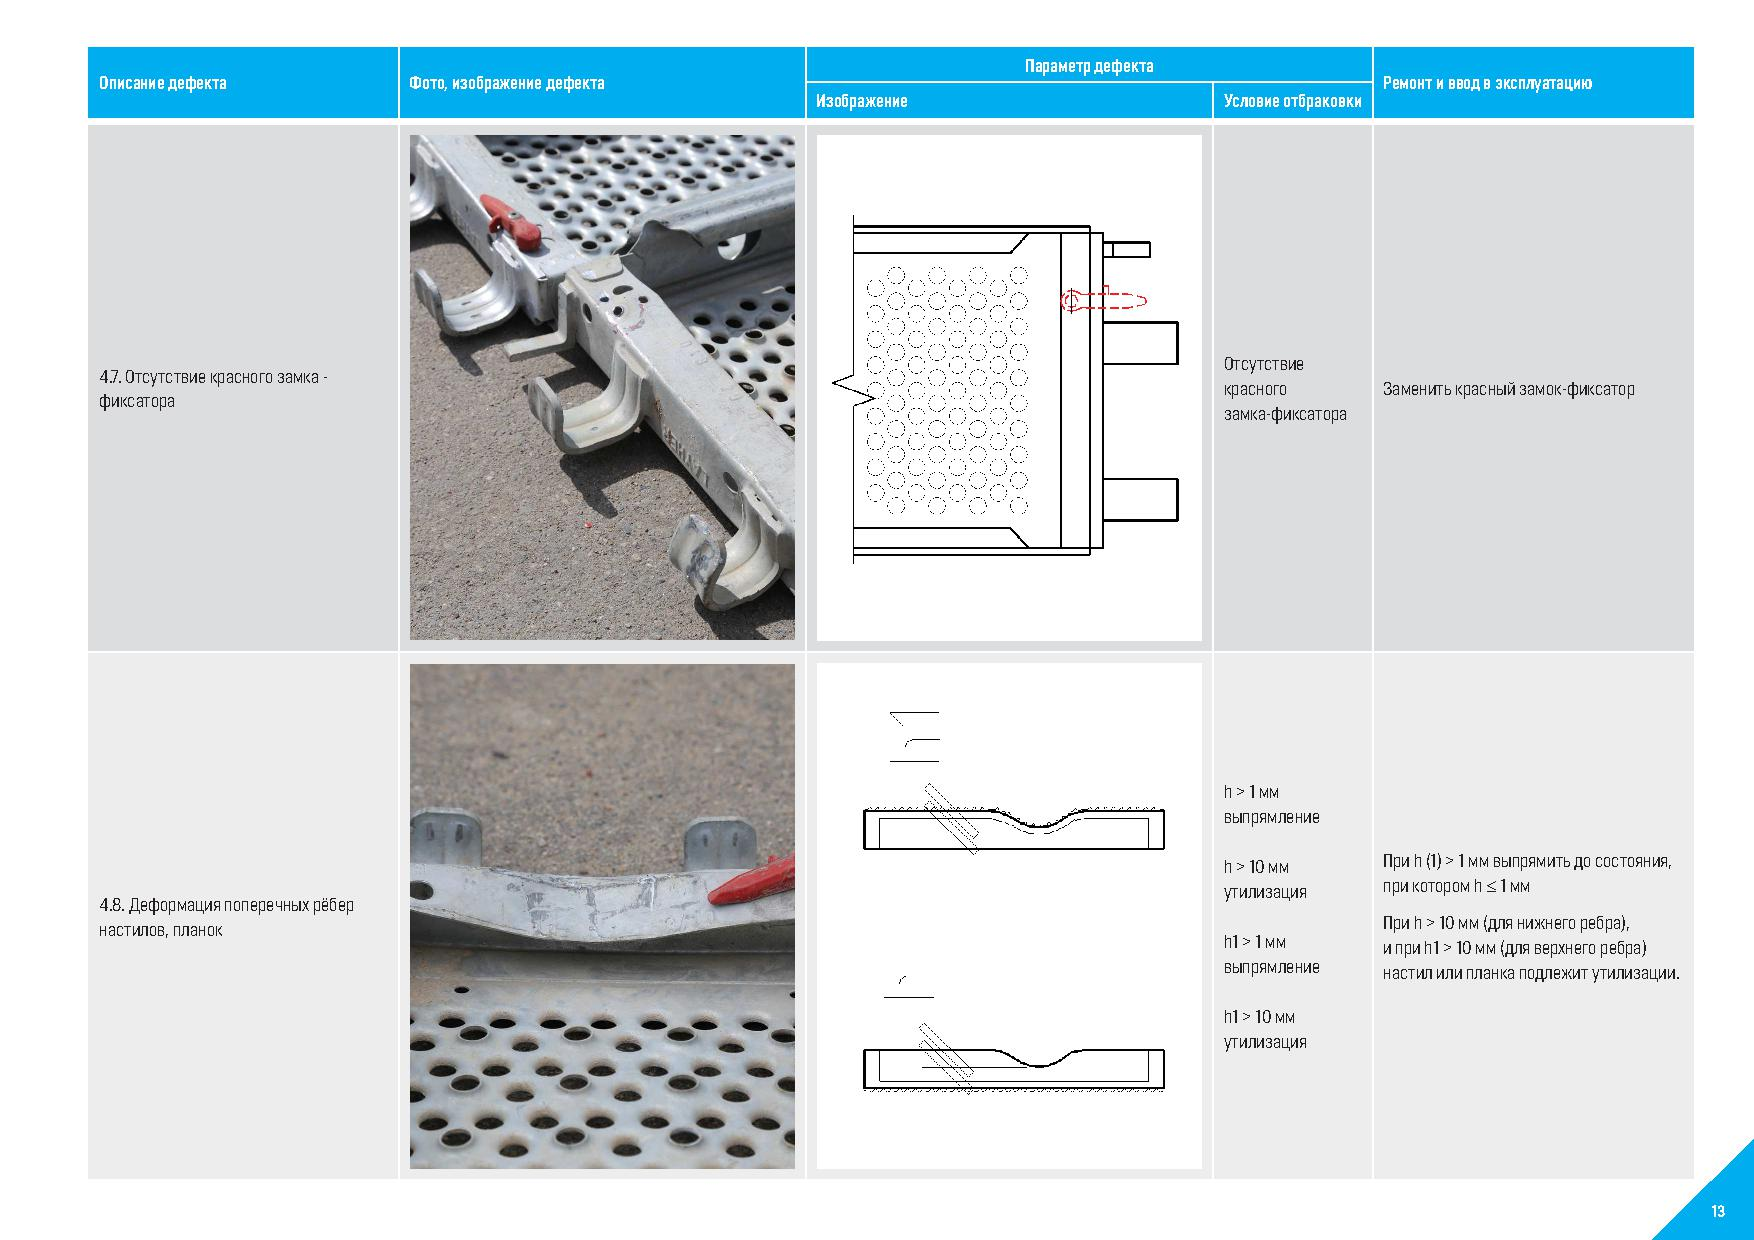 Описание дефекта
Фото, изображение дефекта
Параметр дефекта
Изображение
Условие отбраковки
Ремонт и ввод в эксплуатацию
4.7. Отсутствие красного замка -
фиксатора
Отсутствие
красного
замка-фиксатора
Заменить красный замок-фиксатор
4.8. Деформация поперечных рёбер
настилов, планок
h > 1 мм
выпрямление
h > 10 мм
утилизация
h1 > 1 мм
выпрямление
h1 > 10 мм
утилизация
При h (1) > 1 мм выпрямить до состояния,
при котором h ≤ 1 мм
При h > 10 мм (для нижнего ребра),
и при h1 > 10 мм (для верхнего ребра)
настил или планка подлежит утилизации.
13